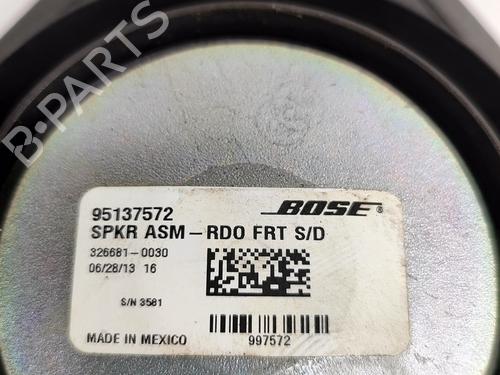 B-PARTS
95137572
BOSE
SPKR ASM-RDO FRT S/D
326681-0030
06/28/13 16
S/N 3581
MADE IN MEXICO
997572